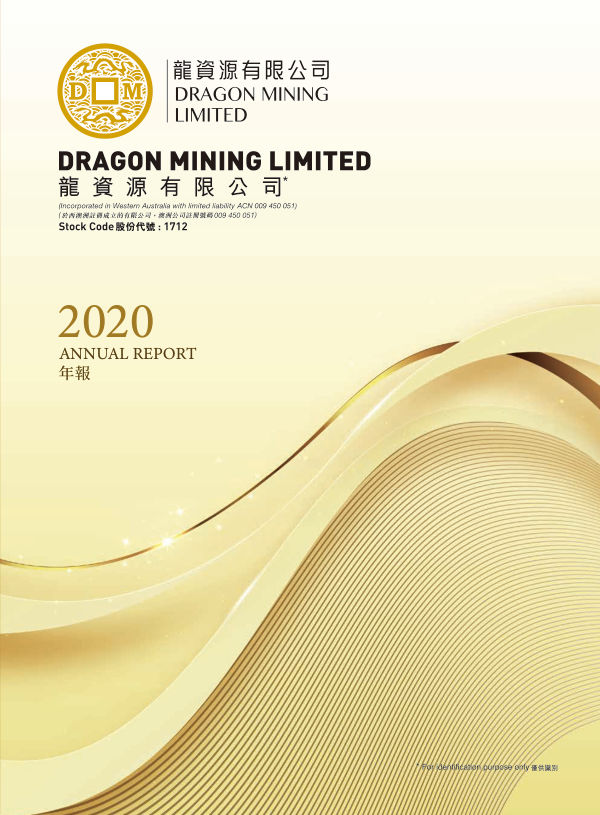 龍資源有限公司
DRAGON MINING
LIMITED
D M
DRAGON MINING LIMITED
龍資源有限公司*
(Incorporated in Western Australia with limited liability ACN 009 450 051)
(於西澳洲註冊成立的有限公司，澳洲公司註冊號碼009 450 051)
Stock Code 股份代號 : 1712
2020
ANNUAL REPORT
年報
* For identification purpose only 僅供識別